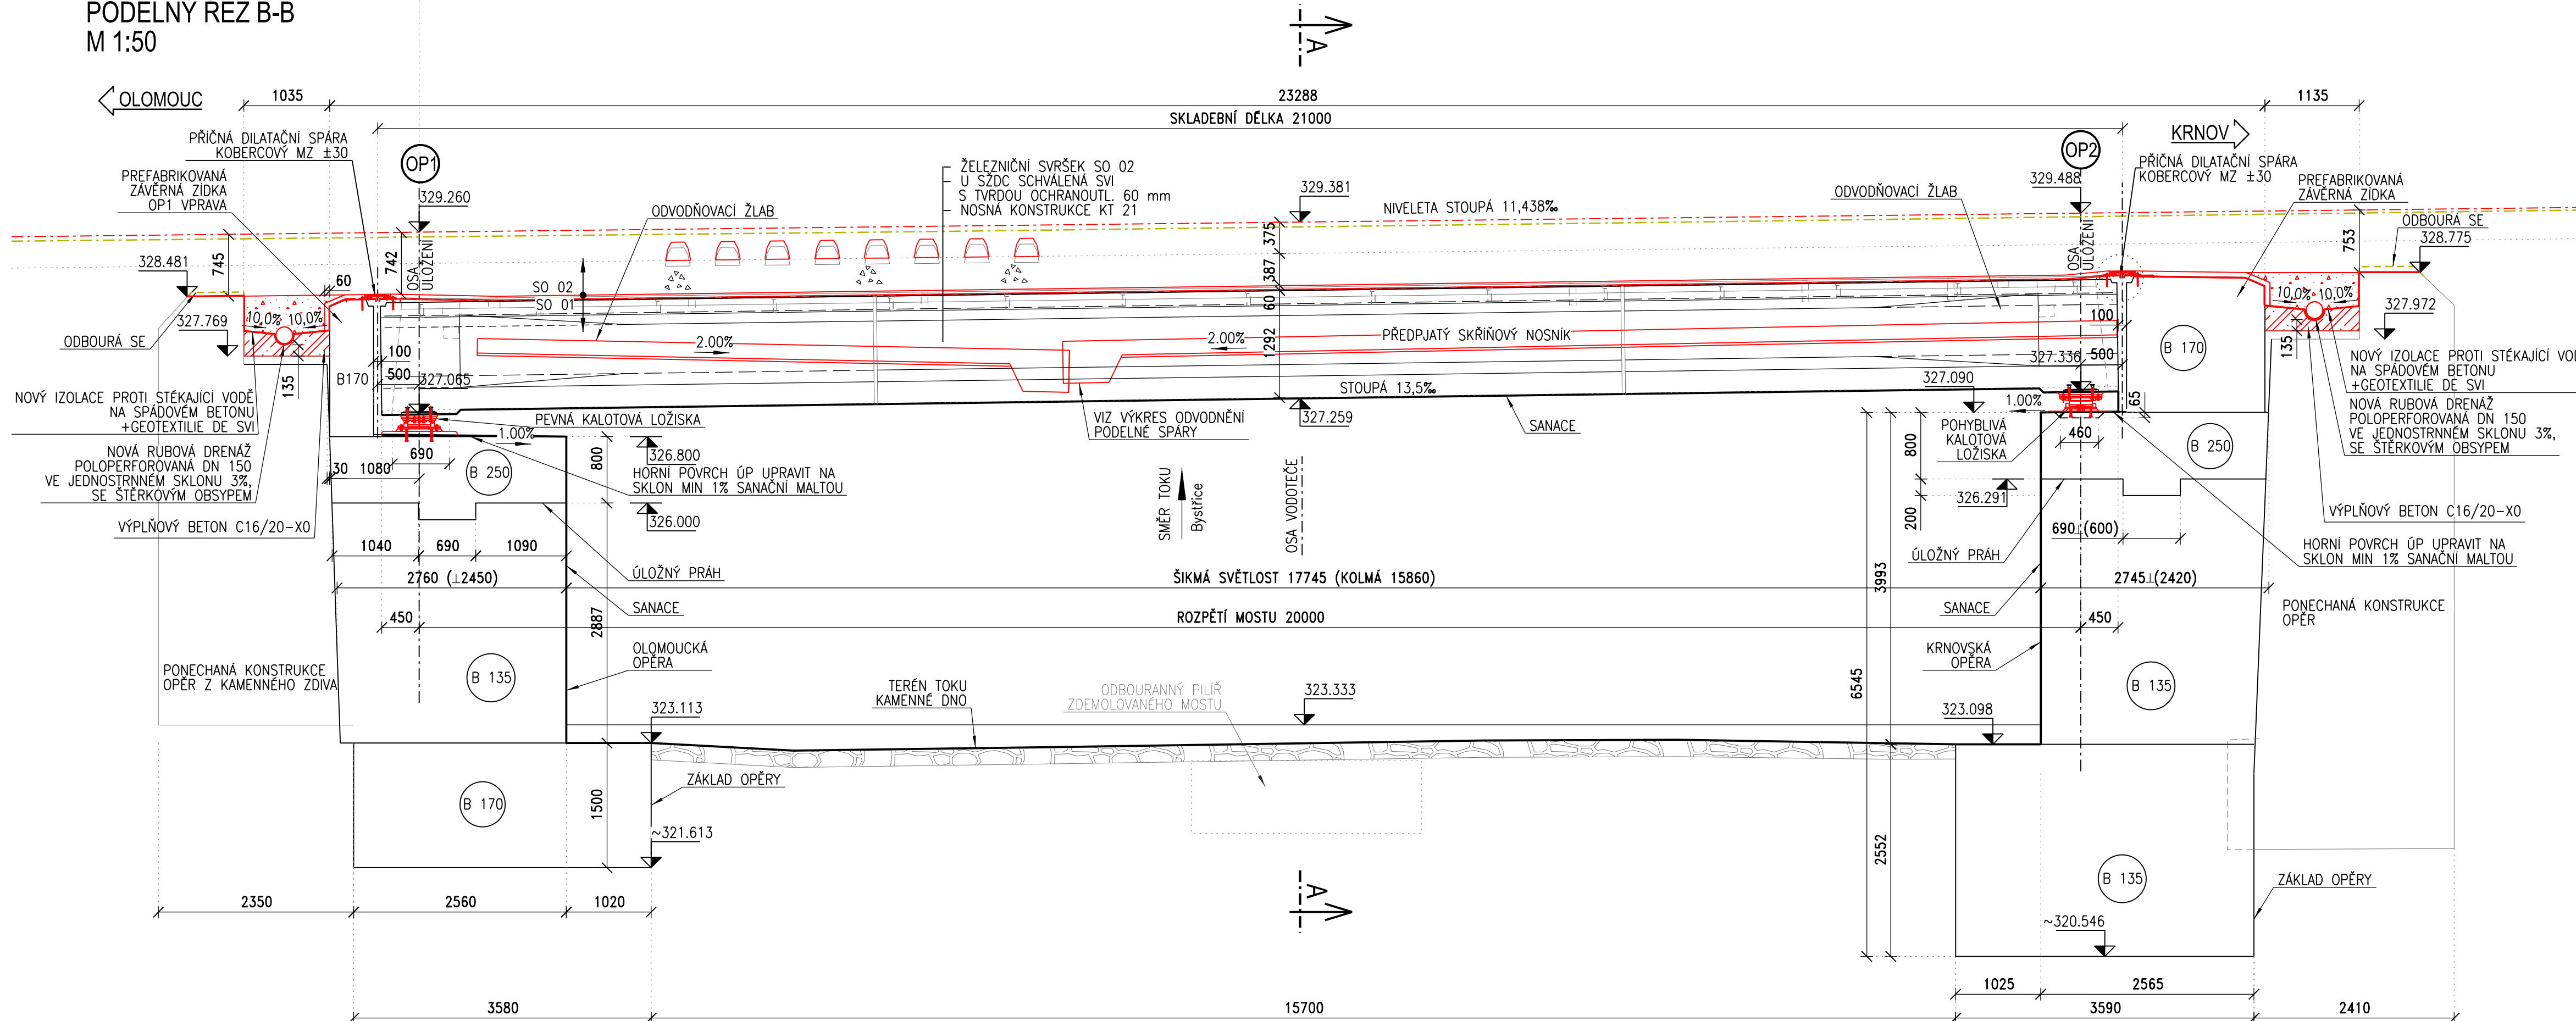 PODÉLNÝ ŘEZ B-B
M 1:50
A
OLOMOUC
1035
23288
1135
SKLADEBNÍ DÉLKA 21000
KRNOV
PŘÍČNÁ DILATAČNÍ SPÁRA
KOBERCOVÝ MZ ±30
OP1
OP2
PŘÍČNÁ DILATAČNÍ SPÁRA
KOBERCOVÝ MZ ±30
PREFABRIKOVANÁ
ZÁVĚRNÁ ZÍDKA
OP1 VPRAVA
329.260
ODVODŇOVACÍ ŽLAB
ŽELEZNIČNÍ SVRŠEK SO 02
U SŽDC SCHVÁLENÁ SVI
S TVRDOU OCHRANOUTL. 60 mm
NOSNÁ KONSTRUKCE KT 21
329.381
NIVELETA STOUPÁ 11,438‰
ODVODŇOVACÍ ŽLAB
329.488
PREFABRIKOVANÁ
ZÁVĚRNÁ ZÍDKA
ODBOURÁ SE
328.775
328.481
745
742
OSA
ULOŽENÍ
375
387
60
1292
OSA
ULOŽENÍ
753
60
SO 02
SO 01
10,0%
10,0%
327.769
ODBOURÁ SE
135
100
500
B170
327.065
2.00%
2.00%
PŘEDPJATÝ SKŘÍŇOVÝ NOSNÍK
STOUPÁ 13,5‰
100
327.336
500
B 170
10,0%
10,0%
327.972
135
NOVÝ IZOLACE PROTI STÉKAJÍCÍ VODĚ
NA SPÁDOVÉM BETONU
+GEOTEXTILIE DE SVI
NOVÝ IZOLACE PROTI STÉKAJÍCÍ VOD
NA SPÁDOVÉM BETONU
+GEOTEXTILIE DE SVI
PEVNÁ KALOTOVÁ LOŽISKA
1.00%
VIZ VÝKRES ODVODNĚNÍ
PODELNÉ SPÁRY
327.259
SANACE
327.090
1.00%
65
NOVÁ RUBOVÁ DRENÁŽ
POLOPERFOROVANÁ DN 150
VE JEDNOSTRNNÉM SKLONU 3%,
SE ŠTĚRKOVÝM OBSYPEM
NOVÁ RUBOVÁ DRENÁŽ
POLOPERFOROVANÁ DN 150
VE JEDNOSTRNNÉM SKLONU 3%,
SE ŠTĚRKOVÝM OBSYPEM
690
30
1080
B 250
800
326.800
HORNÍ POVRCH ÚP UPRAVIT NA
SKLON MIN 1% SANAČNÍ MALTOU
326.000
POHYBLIVÁ
KALOTOVÁ
LOŽISKA
460
800
200
326.291
B 250
VÝPLŇOVÝ BETON C16/20-X0
VÝPLŇOVÝ BETON C16/20-X0
SMĚR TOKU
Bystřice
OSA VODOTEČE
1040
690
1090
690⊥(600)
ÚLOŽNÝ PRÁH
HORNÍ POVRCH ÚP UPRAVIT NA
SKLON MIN 1% SANAČNÍ MALTOU
2760 (⊥2450)
ÚLOŽNÝ PRÁH
ŠIKMÁ SVĚTLOST 17745 (KOLMÁ 15860)
2745⊥(2420)
SANACE
SANACE
PONECHANÁ KONSTRUKCE
OPĚR
450
2887
ROZPĚTÍ MOSTU 20000
450
3993
6545
OLOMOUCKÁ
OPĚRA
KRNOVSKÁ
OPĚRA
PONECHANÁ KONSTRUKCE
OPĚR Z KAMENNÉHO ZDIVA
B 135
B 135
323.113
TERÉN TOKU
KAMENNÉ DNO
ODBOURANNÝ PILÍŘ
ZDEMOLOVANÉHO MOSTU
323.333
323.098
ZÁKLAD OPĚRY
B 170
1500
~321.613
2552
B 135
ZÁKLAD OPĚRY
~320.546
A
2350
2560
1020
1025
2565
3580
15700
3590
2410